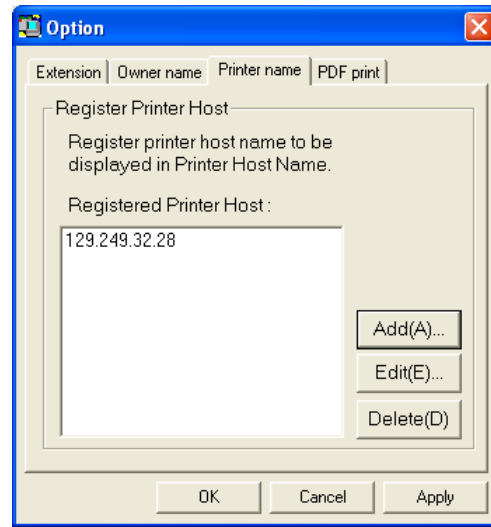 Option
Extension Owner name Printer name PDF print
Register Printer Host
Register printer host name to be
displayed in Printer Host Name.
Registered Printer Host :
129.249.32.28
Add(A)...
Edit(E)...
Delete(D)
OK Cancel Apply